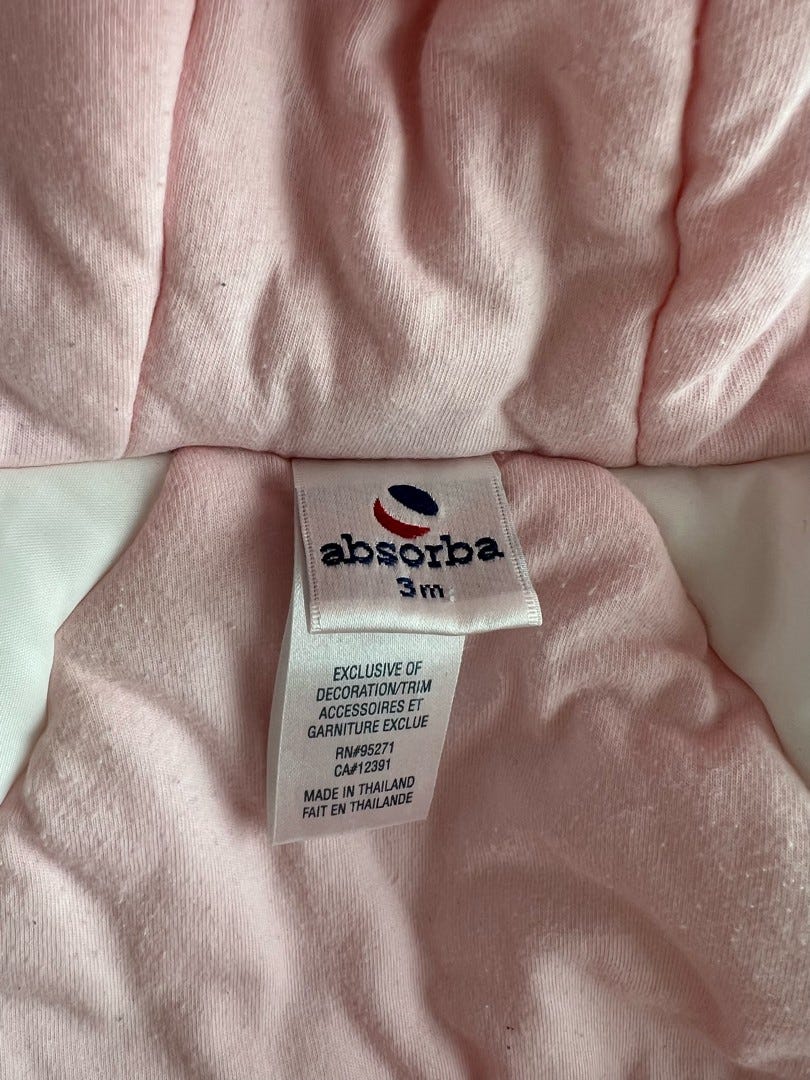 absorba
3m
EXCLUSIVE OF
DECORATION/TRIM
ACCESSOIRES ET
GARNITURE EXCLUE
RN#95271
CA#12391
MADE IN THAILAND
FAIT EN THAILANDE